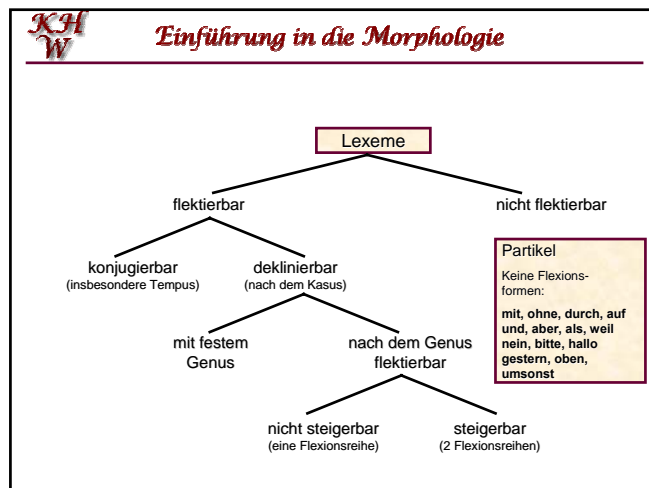 KH
W
Einführung in die Morphologie
Lexeme
flektierbar
nicht flektierbar
konjugierbar
(insbesondere Tempus)
deklinierbar
(nach dem Kasus)
Partikel
Keine Flexions-
formen:
mit, ohne, durch, auf
und, aber, als, weil
nein, bitte, hallo
gestern, oben,
umsonst
mit festem
Genus
nach dem Genus
flektierbar
nicht steigerbar
(eine Flexionsreihe)
steigerbar
(2 Flexionsreihen)